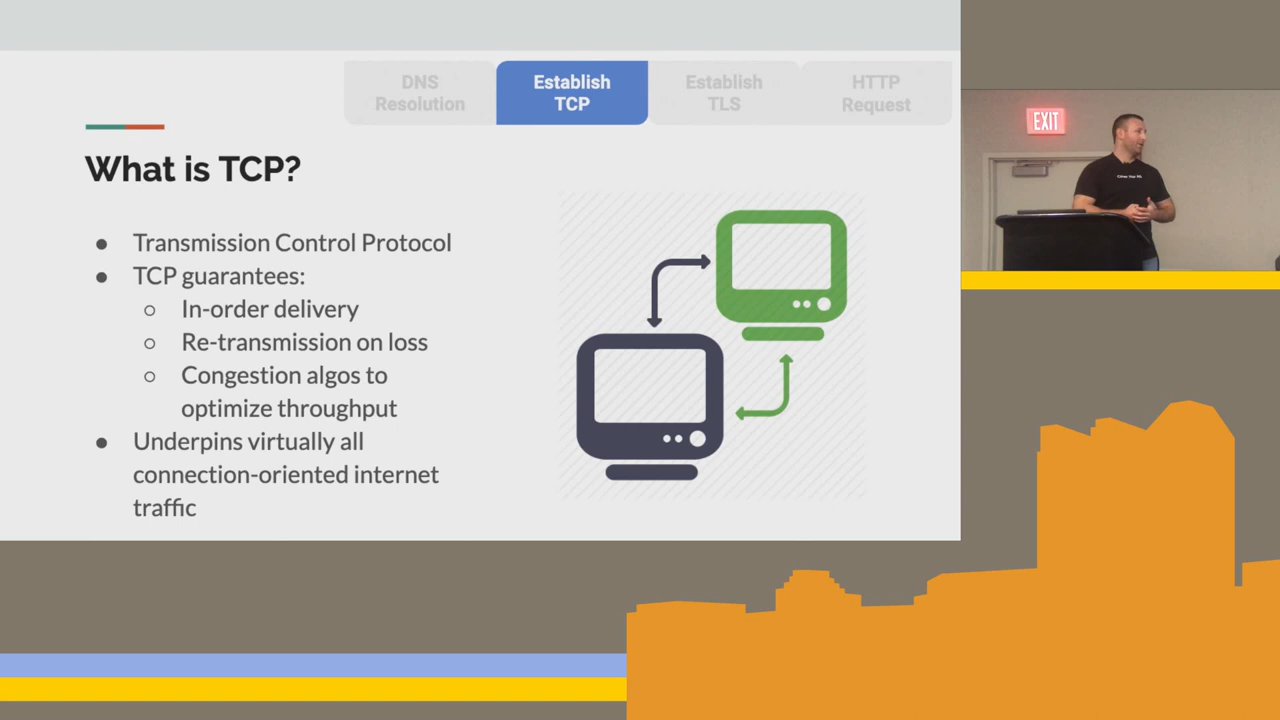 DNS
Resolution
Establish
TCP
Establish
TLS
HTTP
Request
What is TCP?
● Transmission Control Protocol
● TCP guarantees:
○ In-order delivery
○ Re-transmission on loss
○ Congestion algos to
optimize throughput
● Underpins virtually all
connection-oriented internet
traffic
EXIT